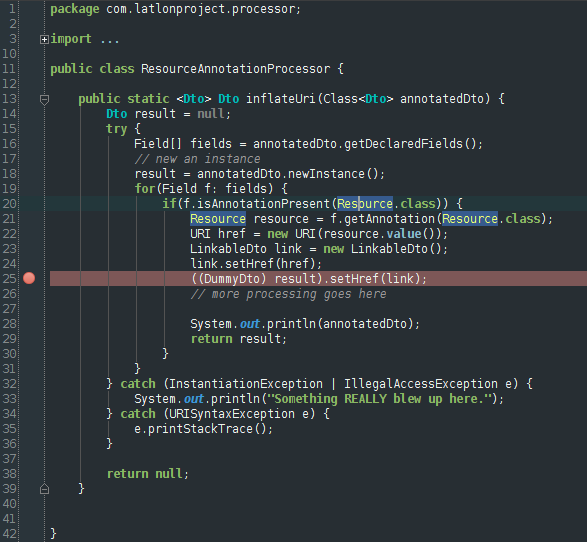 1 package com.latlonproject.processor;
2
3 import ...
10
11 public class ResourceAnnotationProcessor {
12
13     public static <Dto> Dto inflateUri(Class<Dto> annotatedDto) {
14         Dto result = null;
15         try {
16             Field[] fields = annotatedDto.getDeclaredFields();
17             // new an instance
18             result = annotatedDto.newInstance();
19             for(Field f: fields) {
20                 if(f.isAnnotationPresent(Resource.class)) {
21                     Resource resource = f.getAnnotation(Resource.class);
22                     URI href = new URI(resource.value());
23                     LinkableDto link = new LinkableDto();
24                     link.setHref(href);
25                     ((DummyDto) result).setHref(link);
26                     // more processing goes here
27
28                     System.out.println(annotatedDto);
29                     return result;
30                 }
31             }
32         } catch (InstantiationException | IllegalAccessException e) {
33             System.out.println("Something REALLY blew up here.");
34         } catch (URISyntaxException e) {
35             e.printStackTrace();
36         }
37
38         return null;
39     }
40
41
42 }